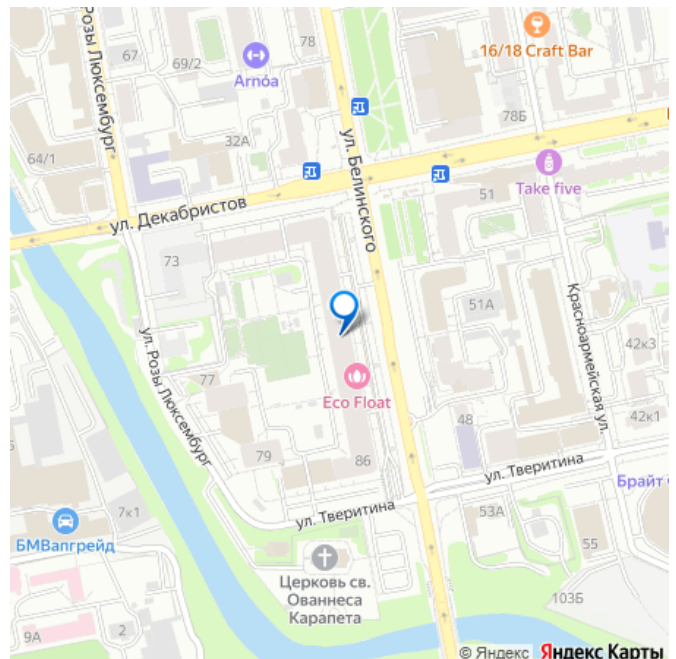 ул. Розы Люксембург
67
69/2
Arnóa
78
16/18 Craft Bar
78Б
64/1
32А
ул. Белинского
Take five
51
ул. Декабристов
73
51А
Красноармейская ул.
42к3
ул. Розы Люксембург
77
Eco Float
42к1
48
79
86
ул. Тверитина
Брайт
7к1
БМВапгрейд
ул. Тверитина
53А
55
Церковь св.
Ованнеса
Карапета
103Б
9А
2
© Яндекс Яндекс Карты